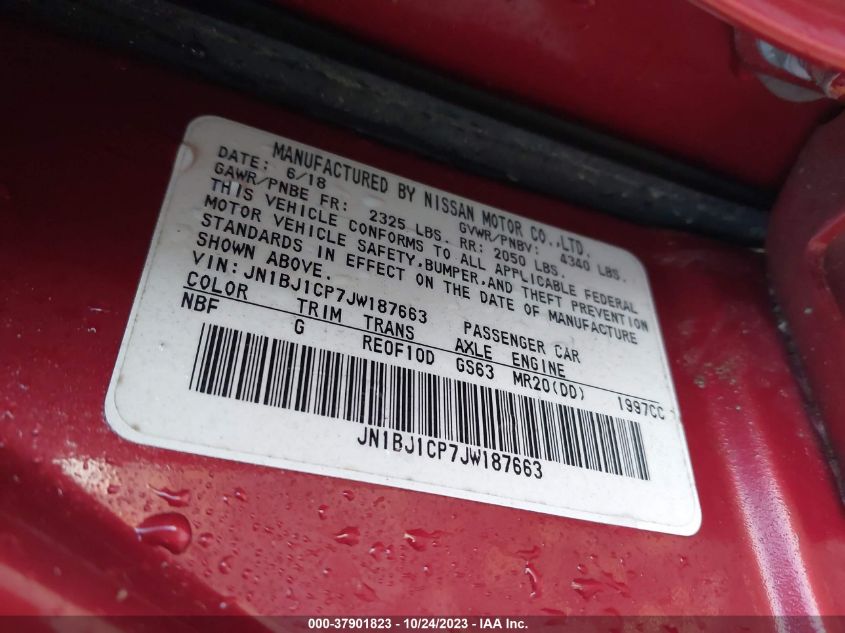 MANUFACTURED BY NISSAN MOTOR CO.,LTD.
DATE: 6/18 GVWR/PNBV: 4340 LBS.
GAWR/PNBE FR: 2325 LBS. RR: 2050 LBS.
THIS VEHICLE CONFORMS TO ALL APPLICABLE FEDERAL
MOTOR VEHICLE SAFETY,BUMPER,AND THEFT PREVENTION
STANDARDS IN EFFECT ON THE DATE OF MANUFACTURE
SHOWN ABOVE.
VIN: JN1BJ1CP7JW187663 PASSENGER CAR
COLOR TRIM TRANS AXLE ENGINE
NBF G RE0F10D GS63 MR20(DD) 1997CC
JN1BJ1CP7JW187663
000-37901823 - 10/24/2023 - IAA Inc.